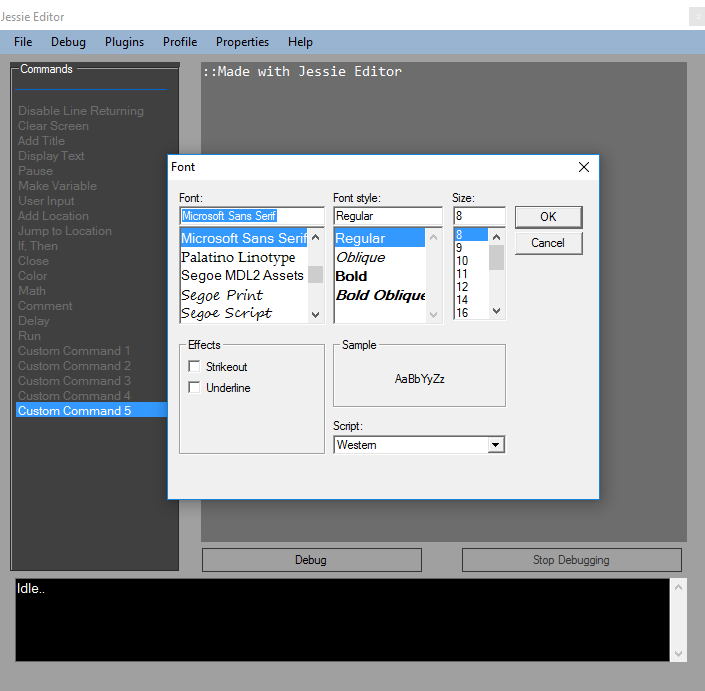 Jessie Editor
File Debug Plugins Profile Properties Help
Commands
Disable Line Returning
Clear Screen
Add Title
Display Text
Pause
Make Variable
User Input
Add Location
Jump to Location
If, Then
Close
Color
Math
Comment
Delay
Run
Custom Command 1
Custom Command 2
Custom Command 3
Custom Command 4
Custom Command 5
::Made with Jessie Editor
Font
Font:
Microsoft Sans Serif
Microsoft Sans Serif
Palatino Linotype
Segoe MDL2 Assets
Segoe Print
Segoe Script
Font style:
Regular
Regular
Oblique
Bold
Bold Oblique
Size:
8
8
9
10
11
12
14
16
OK
Cancel
Effects
Strikeout
Underline
Sample
AaBbYyZz
Script:
Western
Debug
Stop Debugging
Idle..